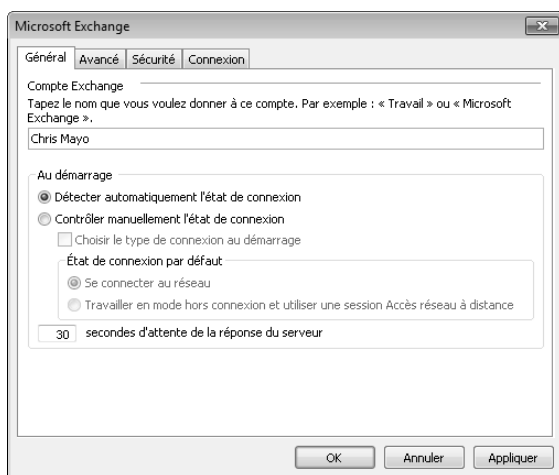 Microsoft Exchange
Général Avancé Sécurité Connexion
Compte Exchange
Tapez le nom que vous voulez donner à ce compte. Par exemple : « Travail » ou « Microsoft
Exchange ».
Chris Mayo
Au démarrage
Détecter automatiquement l'état de connexion
Contrôler manuellement l'état de connexion
Choisir le type de connexion au démarrage
État de connexion par défaut
Se connecter au réseau
Travailler en mode hors connexion et utiliser une session Accès réseau à distance
30 secondes d'attente de la réponse du serveur
OK Annuler Appliquer